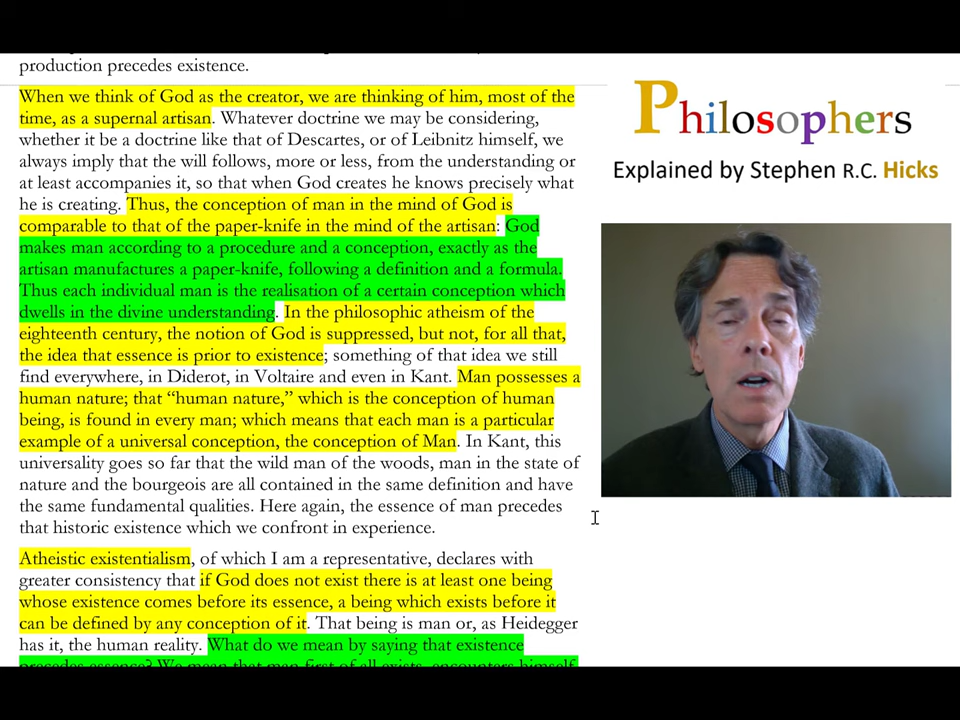 production precedes existence.
When we think of God as the creator, we are thinking of him, most of the
time, as a supernal artisan. Whatever doctrine we may be considering,
whether it be a doctrine like that of Descartes, or of Leibnitz himself, we
always imply that the will follows, more or less, from the understanding or
at least accompanies it, so that when God creates he knows precisely what
he is creating. Thus, the conception of man in the mind of God is
comparable to that of the paper-knife in the mind of the artisan: God
makes man according to a procedure and a conception, exactly as the
artisan manufactures a paper-knife, following a definition and a formula.
Thus each individual man is the realisation of a certain conception which
dwells in the divine understanding. In the philosophic atheism of the
eighteenth century, the notion of God is suppressed, but not, for all that,
the idea that essence is prior to existence; something of that idea we still
find everywhere, in Diderot, in Voltaire and even in Kant. Man possesses a
human nature; that “human nature,” which is the conception of human
being, is found in every man; which means that each man is a particular
example of a universal conception, the conception of Man. In Kant, this
universality goes so far that the wild man of the woods, man in the state of
nature and the bourgeois are all contained in the same definition and have
the same fundamental qualities. Here again, the essence of man precedes
that historic existence which we confront in experience.
Atheistic existentialism, of which I am a representative, declares with
greater consistency that if God does not exist there is at least one being
whose existence comes before its essence, a being which exists before it
can be defined by any conception of it. That being is man or, as Heidegger
has it, the human reality. What do we mean by saying that existence
precedes essence? We mean that man first of all exists, encounters himself,
Philosophers
Explained by Stephen R.C. Hicks